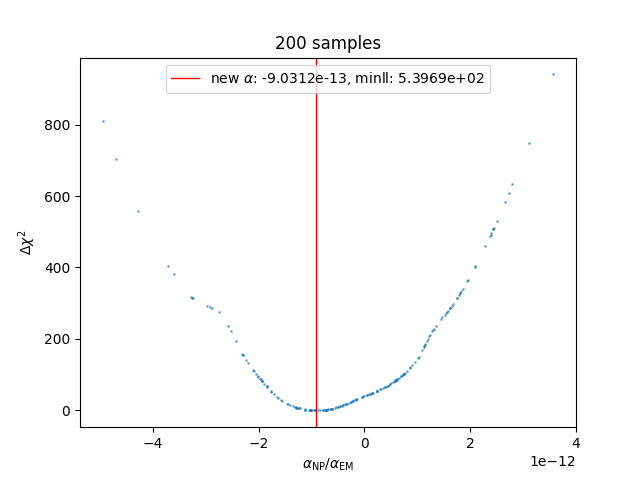 200 samples
new α: -9.0312e-13, minll: 5.3969e+02
800
600
400
200
0
Δχ²
−4 −2 0 2 4
1e−12
α_NP/α_EM